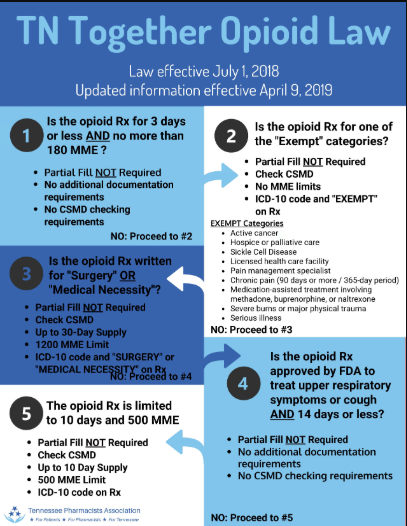 TN Together Opioid Law
Law effective July 1, 2018
Updated information effective April 9, 2019
1
Is the opioid Rx for 3 days
or less AND no more than
180 MME ?
• Partial Fill NOT Required
• No additional documentation
requirements
• No CSMD checking
requirements
NO: Proceed to #2
2
Is the opioid Rx for one of
the "Exempt" categories?
• Partial Fill NOT Required
• Check CSMD
• No MME limits
• ICD-10 code and "EXEMPT"
on Rx
EXEMPT Categories
• Active cancer
• Hospice or palliative care
• Sickle Cell Disease
• Licensed health care facility
• Pain management specialist
• Chronic pain (90 days or more / 365-day period)
• Medication-assisted treatment involving
methadone, buprenorphine, or naltrexone
• Severe burns or major physical trauma
• Serious illness
NO: Proceed to #3
3
Is the opioid Rx written
for "Surgery" OR
"Medical Necessity"?
• Partial Fill NOT Required
• Check CSMD
• Up to 30-Day Supply
• 1200 MME Limit
• ICD-10 code and "SURGERY" or
"MEDICAL NECESSITY" on Rx
NO: Proceed to #4
4
Is the opioid Rx
approved by FDA to
treat upper respiratory
symptoms or cough
AND 14 days or less?
• Partial Fill NOT Required
• No additional documentation
requirements
• No CSMD checking requirements
NO: Proceed to #5
5
The opioid Rx is limited
to 10 days and 500 MME
• Partial Fill NOT Required
• Check CSMD
• Up to 10 Day Supply
• 500 MME Limit
• ICD-10 code on Rx
Tennessee Pharmacists Association
★ For Patients ★ For Pharmacists ★ For Tennessee